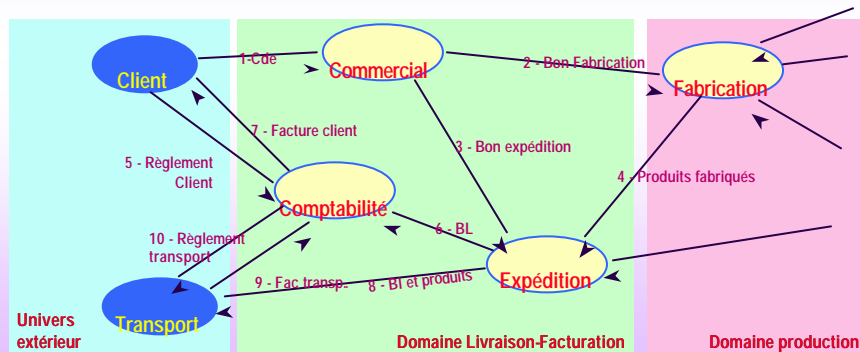 1-Cde
2 - Bon Fabrication
Client
Commercial
Fabrication
7 - Facture client
3 - Bon expédition
5 - Règlement
Client
4 - Produits fabriqués
Comptabilité
6 - BL
10 - Règlement
transport
9 - Fac transp..
8 - Bl et produits
Expédition
Transport
Univers
extérieur
Domaine Livraison-Facturation
Domaine production